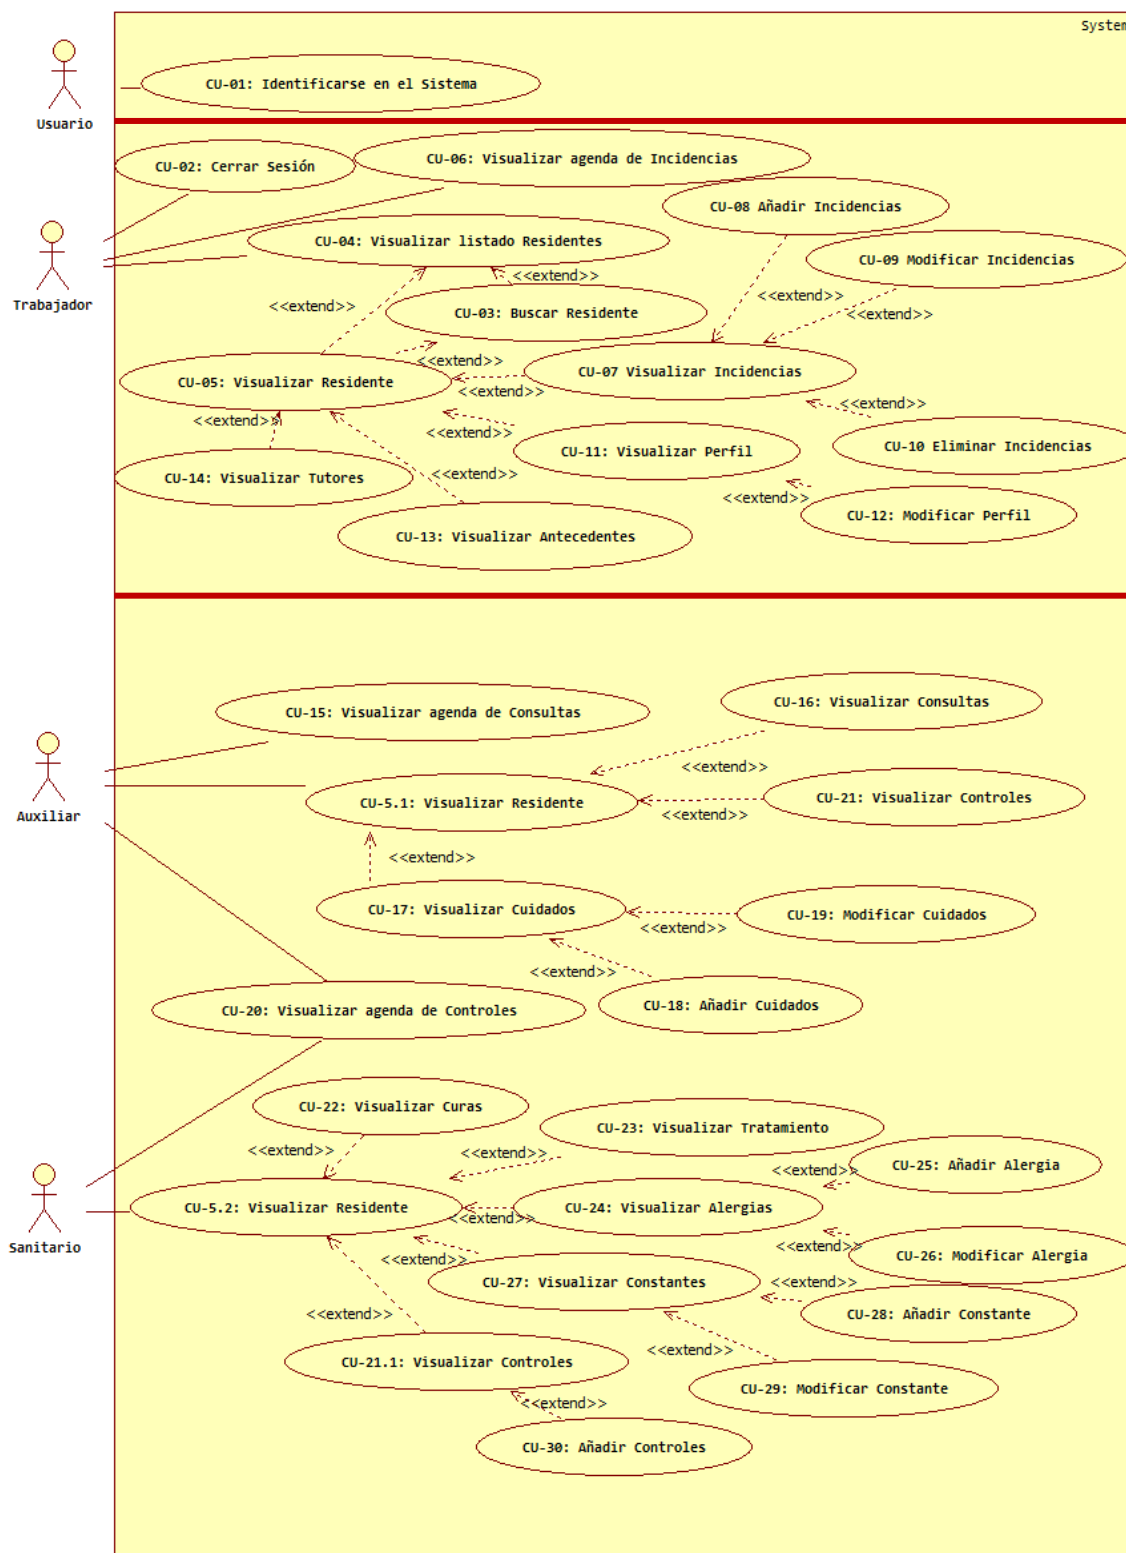 System
CU-01: Identificarse en el Sistema
Usuario
CU-02: Cerrar Sesión
CU-06: Visualizar agenda de Incidencias
CU-08 Añadir Incidencias
CU-04: Visualizar listado Residentes
CU-09 Modificar Incidencias
Trabajador
<<extend>>
<<extend>>
<<extend>>
<<extend>>
CU-03: Buscar Residente
<<extend>>
CU-05: Visualizar Residente
CU-07 Visualizar Incidencias
<<extend>>
<<extend>>
<<extend>>
<<extend>>
<<extend>>
CU-11: Visualizar Perfil
CU-10 Eliminar Incidencias
CU-14: Visualizar Tutores
<<extend>>
<<extend>>
CU-12: Modificar Perfil
CU-13: Visualizar Antecedentes
CU-15: Visualizar agenda de Consultas
CU-16: Visualizar Consultas
<<extend>>
CU-5.1: Visualizar Residente
CU-21: Visualizar Controles
Auxiliar
<<extend>>
<<extend>>
CU-17: Visualizar Cuidados
CU-19: Modificar Cuidados
<<extend>>
<<extend>>
CU-20: Visualizar agenda de Controles
CU-18: Añadir Cuidados
CU-22: Visualizar Curas
CU-23: Visualizar Tratamiento
<<extend>>
<<extend>>
<<extend>>
CU-25: Añadir Alergia
CU-5.2: Visualizar Residente
<<extend>>
CU-24: Visualizar Alergias
Sanitario
<<extend>>
CU-26: Modificar Alergia
<<extend>>
CU-27: Visualizar Constantes
<<extend>>
<<extend>>
CU-28: Añadir Constante
<<extend>>
CU-21.1: Visualizar Controles
CU-29: Modificar Constante
<<extend>>
CU-30: Añadir Controles